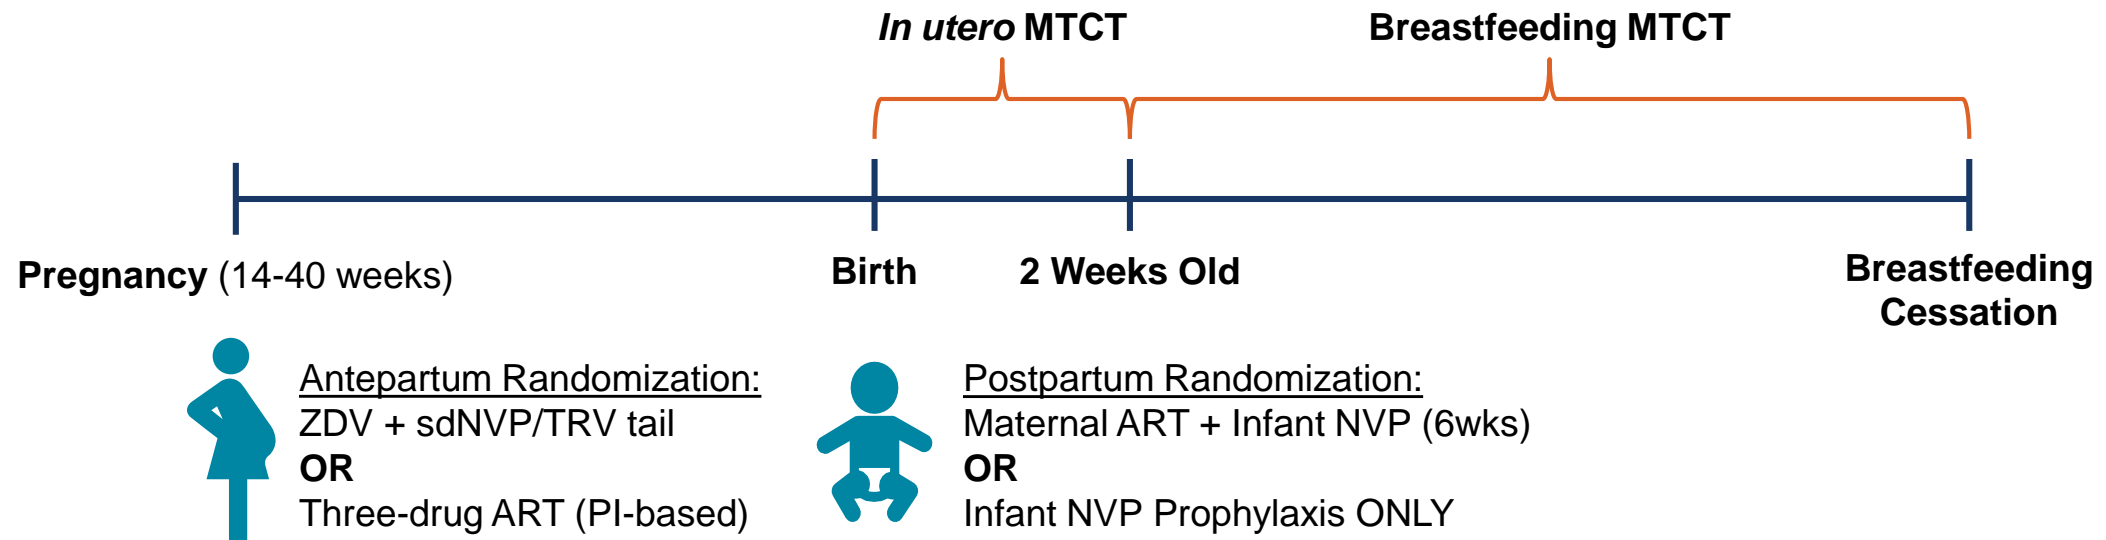 In utero MTCT
Breastfeeding MTCT
Pregnancy (14-40 weeks)
Birth
2 Weeks Old
Breastfeeding
Cessation
Antepartum Randomization:
ZDV + sdNVP/TRV tail
OR
Three-drug ART (PI-based)
Postpartum Randomization:
Maternal ART + Infant NVP (6wks)
OR
Infant NVP Prophylaxis ONLY